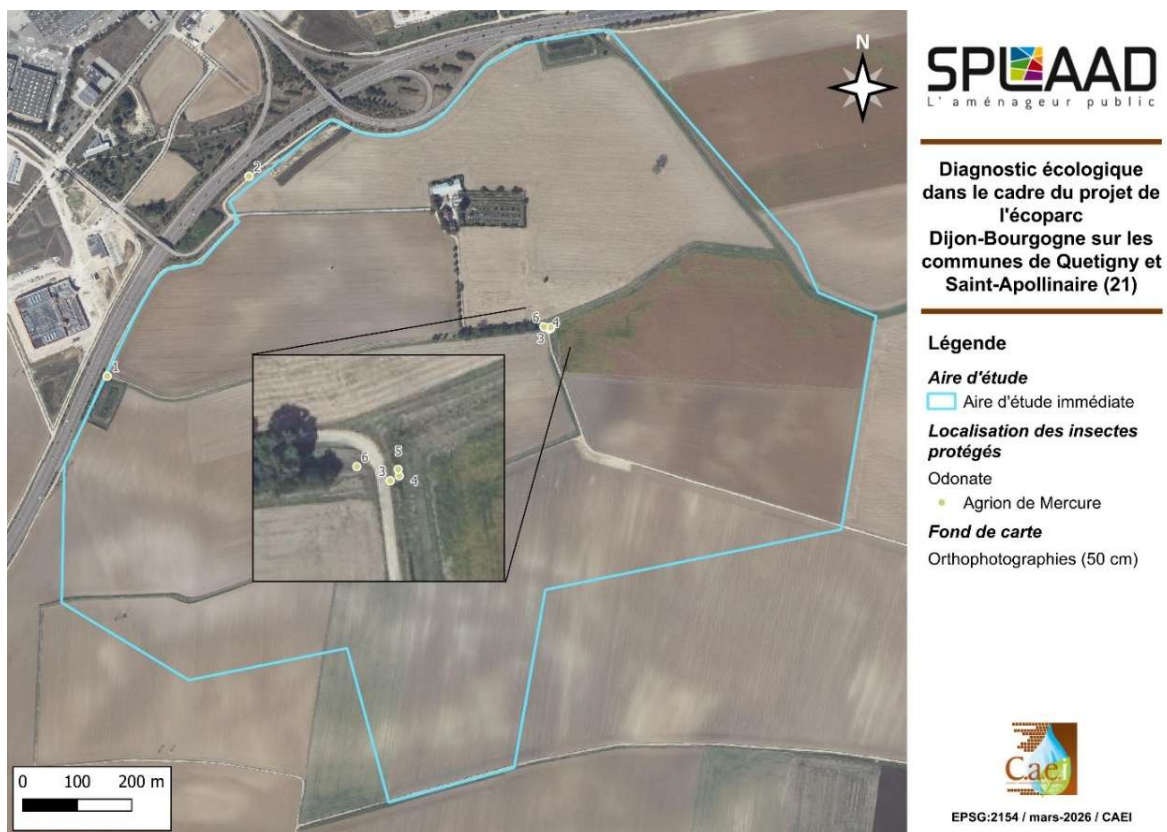 N
2
6
4
3
1
5
6
3
4
0 100 200 m
SPLAAD
L'aménageur public
Diagnostic écologique
dans le cadre du projet de
l'écoparc
Dijon-Bourgogne sur les
communes de Quetigny et
Saint-Apollinaire (21)
Légende
Aire d'étude
Aire d'étude immédiate
Localisation des insectes
protégés
Odonate
Agrion de Mercure
Fond de carte
Orthophotographies (50 cm)
C.a.e.i
EPSG:2154 / mars-2026 / CAEI